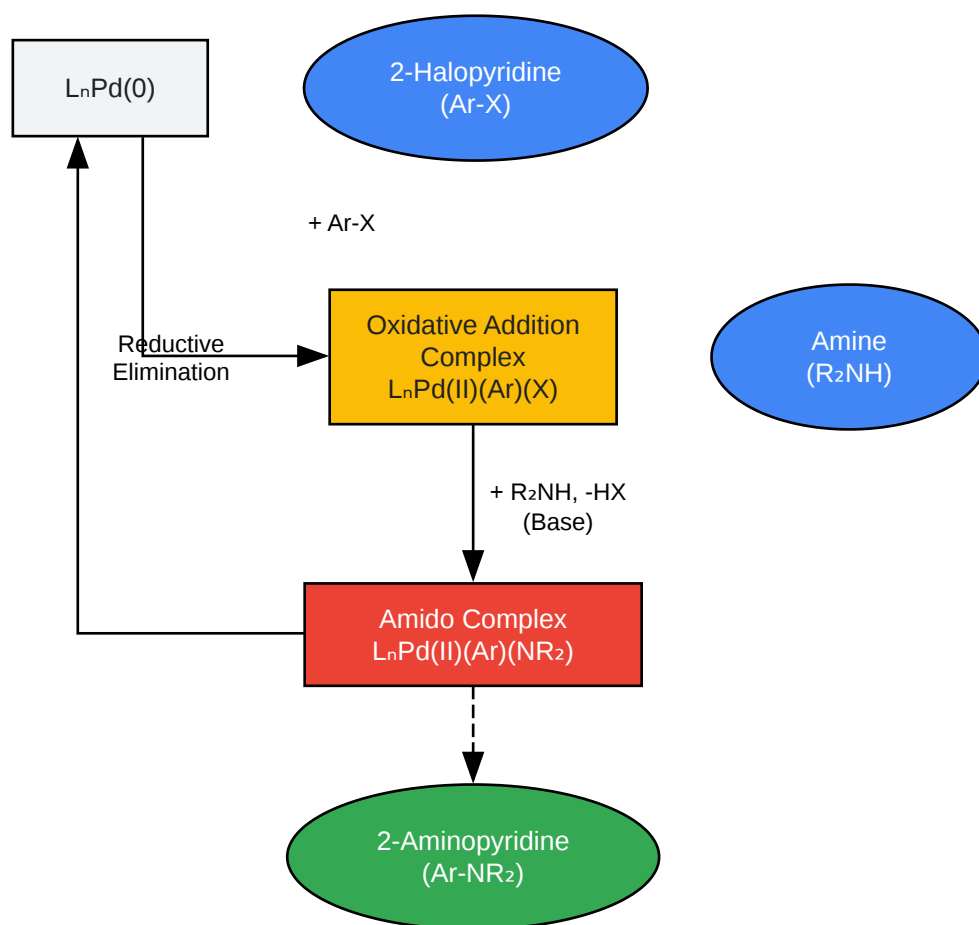 LₙPd(0)
2-Halopyridine
(Ar-X)
+ Ar-X
Oxidative Addition
Complex
LₙPd(II)(Ar)(X)
Reductive
Elimination
Amine
(R₂NH)
+ R₂NH, -HX
(Base)
Amido Complex
LₙPd(II)(Ar)(NR₂)
2-Aminopyridine
(Ar-NR₂)